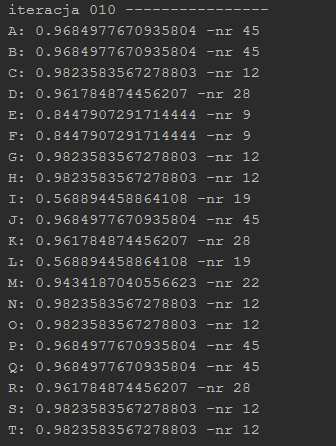 iteracja 010 ----------------
A: 0.9684977670935804 -nr 45
B: 0.9684977670935804 -nr 45
C: 0.9823583567278803 -nr 12
D: 0.961784874456207 -nr 28
E: 0.8447907291714444 -nr 9
F: 0.8447907291714444 -nr 9
G: 0.9823583567278803 -nr 12
H: 0.9823583567278803 -nr 12
I: 0.568894458864108 -nr 19
J: 0.9684977670935804 -nr 45
K: 0.961784874456207 -nr 28
L: 0.568894458864108 -nr 19
M: 0.9434187040556623 -nr 22
N: 0.9823583567278803 -nr 12
O: 0.9823583567278803 -nr 12
P: 0.9684977670935804 -nr 45
Q: 0.9684977670935804 -nr 45
R: 0.961784874456207 -nr 28
S: 0.9823583567278803 -nr 12
T: 0.9823583567278803 -nr 12